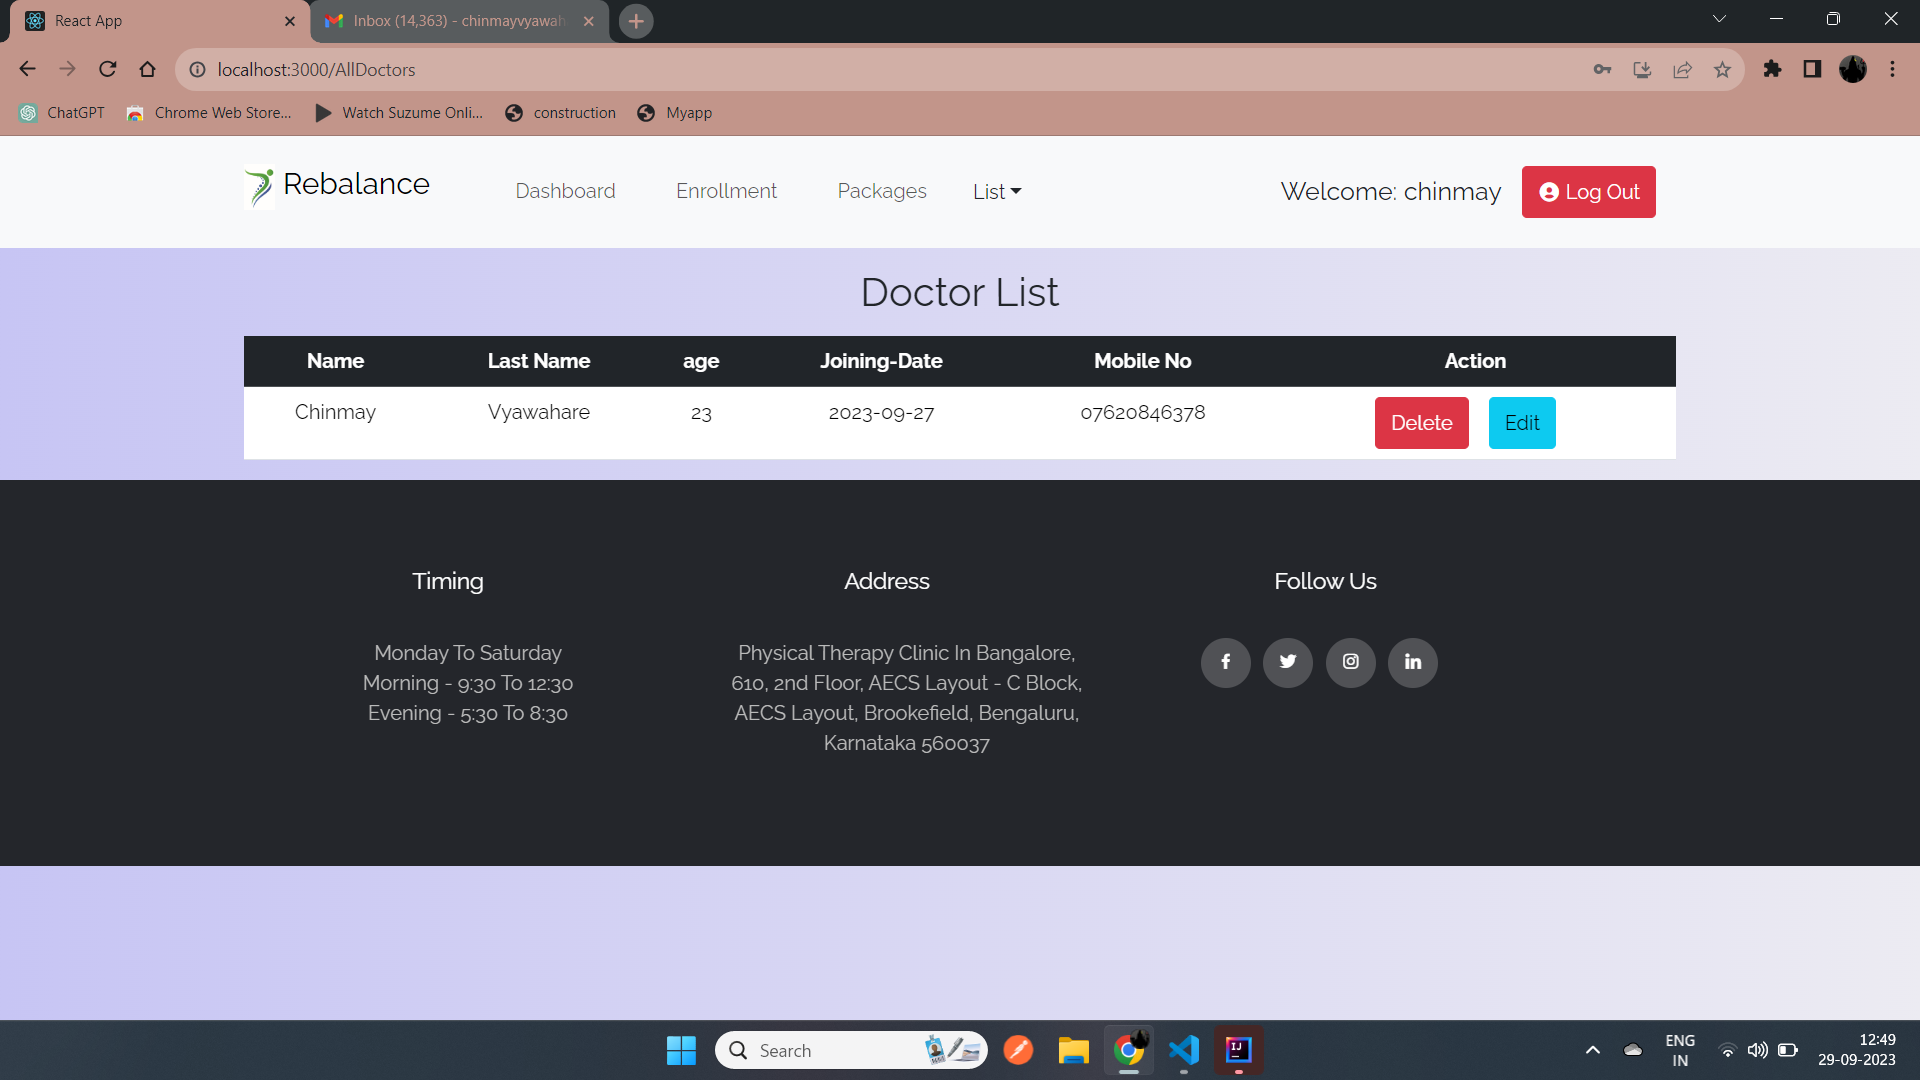 React App
Inbox (14,363) - chinmayvyawah
localhost:3000/AllDoctors
ChatGPT
Chrome Web Store...
Watch Suzume Onli...
construction
Myapp
Rebalance
Dashboard
Enrollment
Packages
List
Welcome: chinmay
Log Out
Doctor List
Name Last Name age Joining-Date Mobile No Action
Chinmay Vyawahare 23 2023-09-27 07620846378 Delete Edit
Timing
Monday To Saturday
Morning - 9:30 To 12:30
Evening - 5:30 To 8:30
Address
Physical Therapy Clinic In Bangalore,
610, 2nd Floor, AECS Layout - C Block,
AECS Layout, Brookefield, Bengaluru,
Karnataka 560037
Follow Us
Search
ENG
IN
12:49
29-09-2023